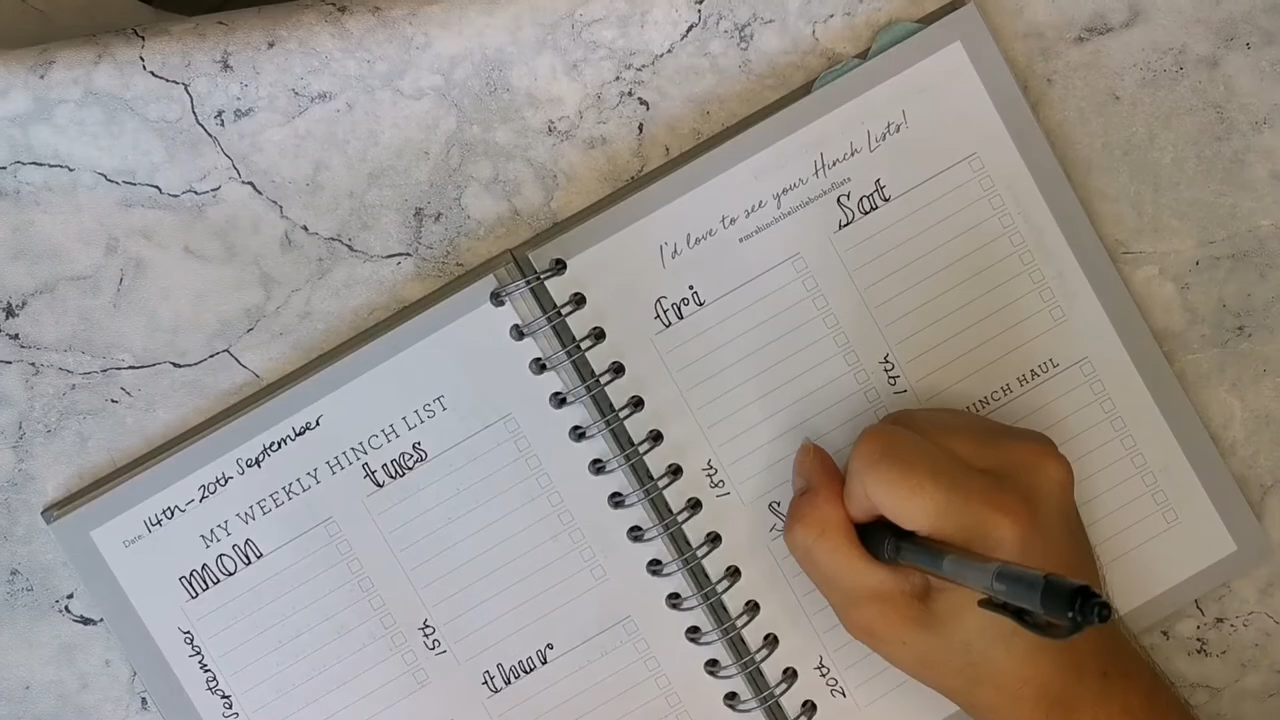 Date: 14th-20th September
MY WEEKLY HINCH LIST
mon
September
tues
15th
thur
I'd love to see your Hinch Lists!
#mrshinchthelittlebookoflists
fri
18th
Sat
19th
S
20th
HINCH HAUL